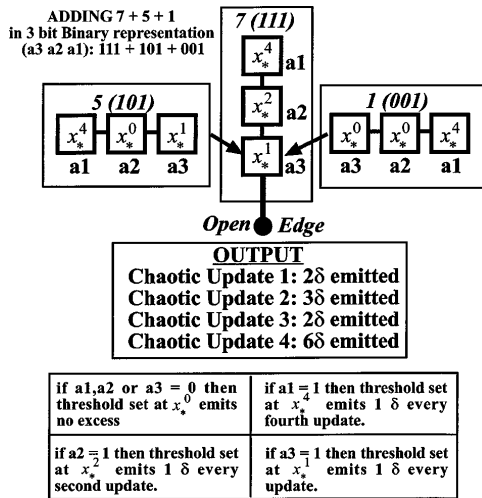 ADDING 7 + 5 + 1
in 3 bit Binary representation
(a3 a2 a1): 111 + 101 + 001
7 (111)
x*^4 a1
x*^2 a2
x*^1 a3
5 (101)
x*^4 x*^0 x*^1
a1 a2 a3
1 (001)
x*^0 x*^0 x*^4
a3 a2 a1
Open Edge
OUTPUT
Chaotic Update 1: 2δ emitted
Chaotic Update 2: 3δ emitted
Chaotic Update 3: 2δ emitted
Chaotic Update 4: 6δ emitted
if a1,a2 or a3 = 0 then
threshold set at x*^0 emits
no excess
if a1 = 1 then threshold set
at x*^4 emits 1 δ every
fourth update.
if a2 = 1 then threshold set
at x*^2 emits 1 δ every
second update.
if a3 = 1 then threshold set
at x*^1 emits 1 δ every
update.